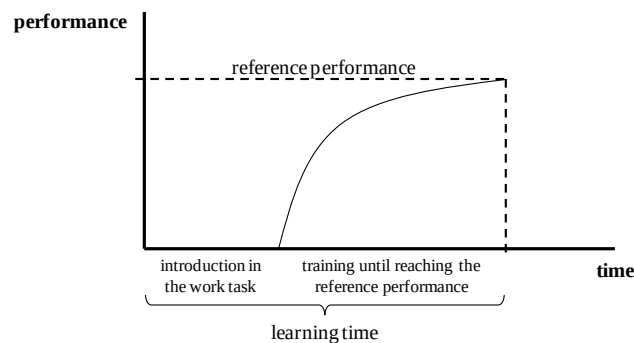 performance
reference performance
introduction in
the work task
training until reaching the
reference performance
time
learning time